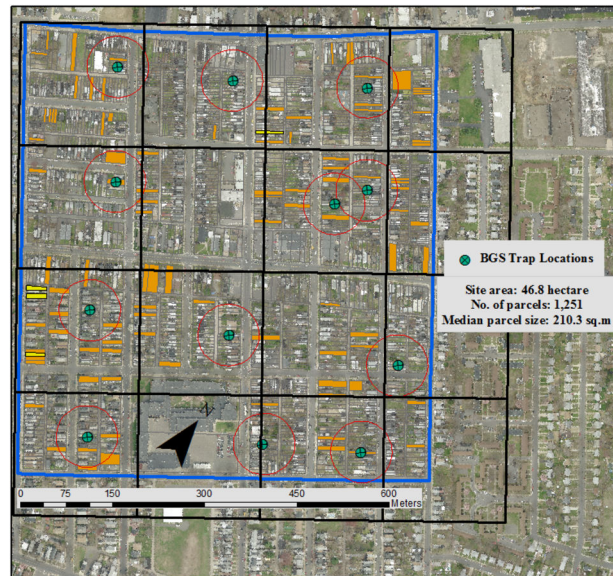 BGS Trap Locations
Site area: 46.8 hectare
No. of parcels: 1,251
Median parcel size: 210.3 sq.m
N
0 75 150 300 450 600
Meters